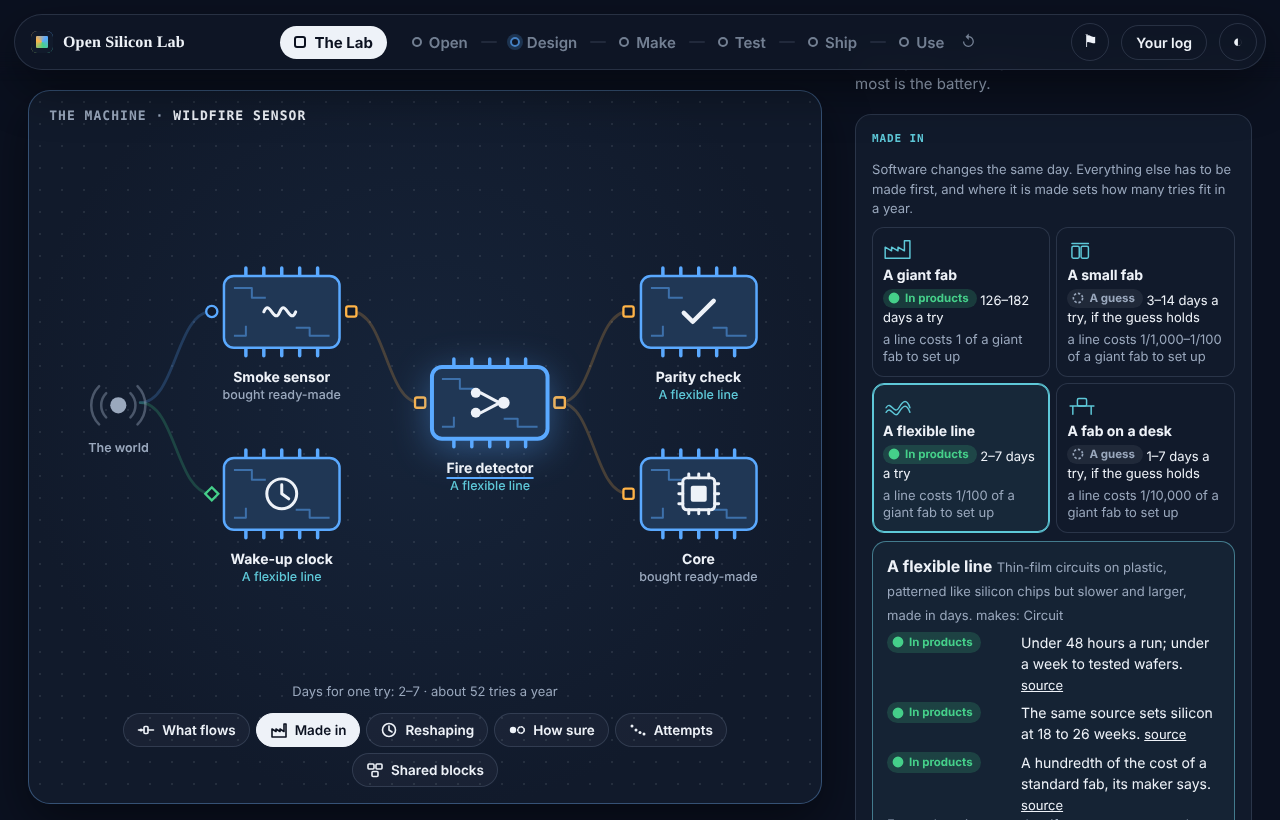 Open Silicon Lab
The Lab
Open
Design
Make
Test
Ship
Use
Your log
THE MACHINE · WILDFIRE SENSOR
Smoke sensor
bought ready-made
Parity check
A flexible line
The world
Fire detector
A flexible line
Wake-up clock
A flexible line
Core
bought ready-made
Days for one try: 2–7 · about 52 tries a year
What flows
Made in
Reshaping
How sure
Attempts
Shared blocks
most is the battery.
MADE IN
Software changes the same day. Everything else has to be
made first, and where it is made sets how many tries fit in
a year.
A giant fab
In products 126–182
days a try
a line costs 1 of a giant
fab to set up
A small fab
A guess 3–14 days a
try, if the guess holds
a line costs 1/1,000–1/100
of a giant fab to set up
A flexible line
In products 2–7 days
a try
a line costs 1/100 of a
giant fab to set up
A fab on a desk
A guess 1–7 days a
try, if the guess holds
a line costs 1/10,000 of a
giant fab to set up
A flexible line Thin-film circuits on plastic,
patterned like silicon chips but slower and larger,
made in days. makes: Circuit
In products
Under 48 hours a run; under
a week to tested wafers.
source
In products
The same source sets silicon
at 18 to 26 weeks. source
In products
A hundredth of the cost of a
standard fab, its maker says.
source